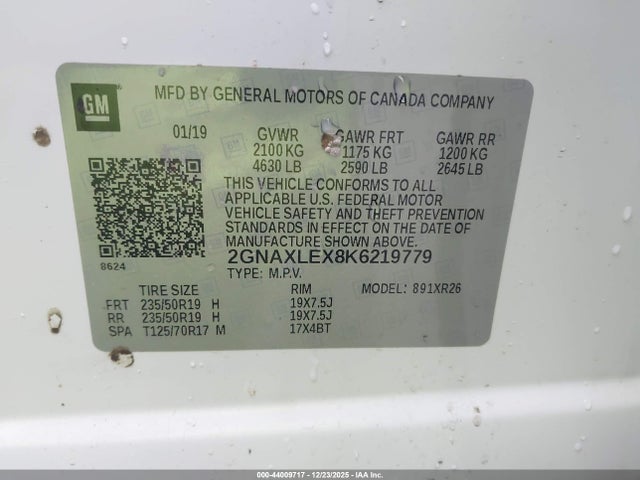 GM
MFD BY GENERAL MOTORS OF CANADA COMPANY
01/19 GVWR GAWR FRT GAWR RR
2100 KG 1175 KG 1200 KG
4630 LB 2590 LB 2645 LB
THIS VEHICLE CONFORMS TO ALL
APPLICABLE U.S. FEDERAL MOTOR
VEHICLE SAFETY AND THEFT PREVENTION
STANDARDS IN EFFECT ON THE DATE OF
MANUFACTURE SHOWN ABOVE.
8624 2GNAXLEX8K6219779
TYPE: M.P.V.
TIRE SIZE RIM MODEL: 891XR26
FRT 235/50R19 H 19X7.5J
RR 235/50R19 H 19X7.5J
SPA T125/70R17 M 17X4BT
000-44009717 - 12/23/2025 - IAA Inc.